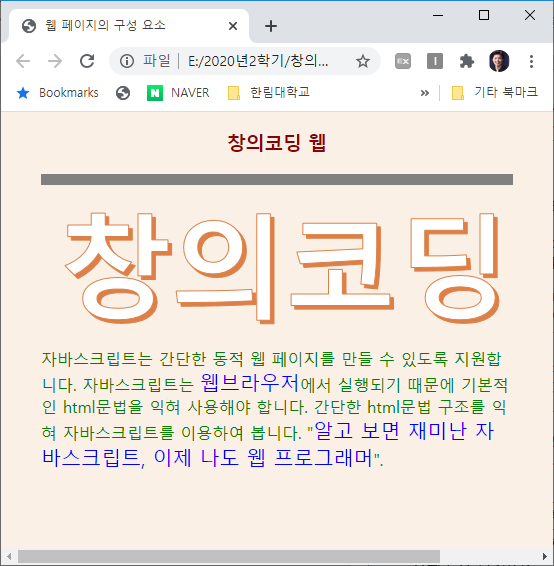 웹 페이지의 구성 요소
파일 | E:/2020년2학기/창의...
Bookmarks NAVER 한림대학교 » 기타 북마크
창의코딩 웹
창의코딩
자바스크립트는 간단한 동적 웹 페이지를 만들 수 있도록 지원합
니다. 자바스크립트는 웹브라우저에서 실행되기 때문에 기본적
인 html문법을 익혀 사용해야 합니다. 간단한 html문법 구조를 익
혀 자바스크립트를 이용하여 봅니다. "알고 보면 재미난 자
바스크립트, 이제 나도 웹 프로그래머".